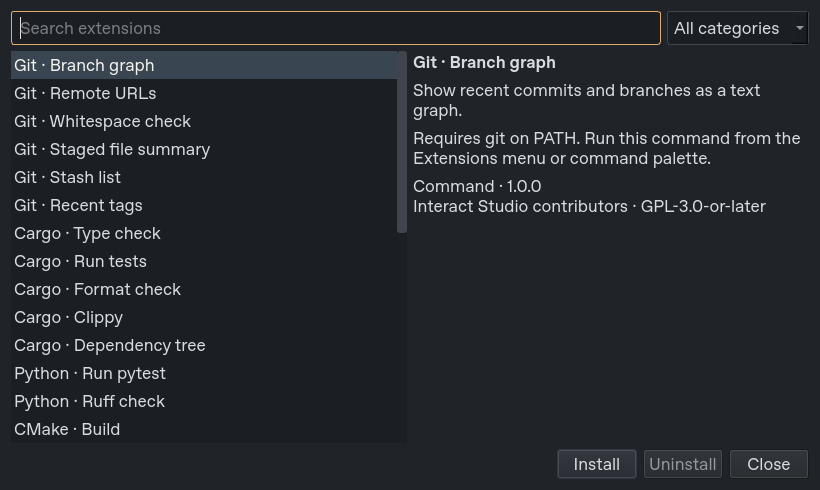 Search extensions
All categories
Git · Branch graph
Git · Remote URLs
Git · Whitespace check
Git · Staged file summary
Git · Stash list
Git · Recent tags
Cargo · Type check
Cargo · Run tests
Cargo · Format check
Cargo · Clippy
Cargo · Dependency tree
Python · Run pytest
Python · Ruff check
CMake · Build
Git · Branch graph
Show recent commits and branches as a text
graph.
Requires git on PATH. Run this command from the
Extensions menu or command palette.
Command · 1.0.0
Interact Studio contributors · GPL-3.0-or-later
Install
Uninstall
Close